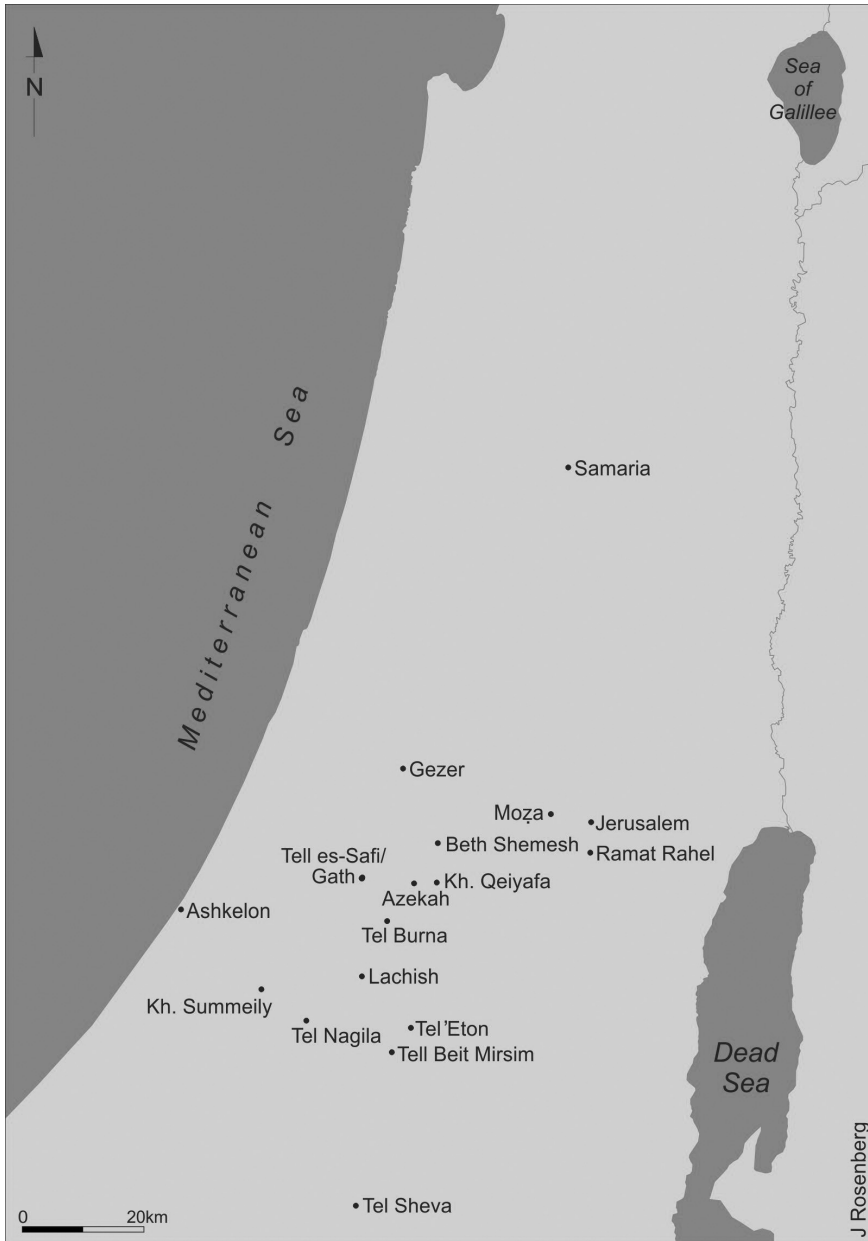 N
Sea
of
Galillee
Mediterranean Sea
Samaria
Gezer
Moẓa
Jerusalem
Beth Shemesh
Ramat Rahel
Tell es-Safi/
Gath
Kh. Qeiyafa
Azekah
Ashkelon
Tel Burna
Lachish
Kh. Summeily
Tel Nagila
Tel ’Eton
Tell Beit Mirsim
Dead
Sea
Tel Sheva
0 20km
J Rosenberg